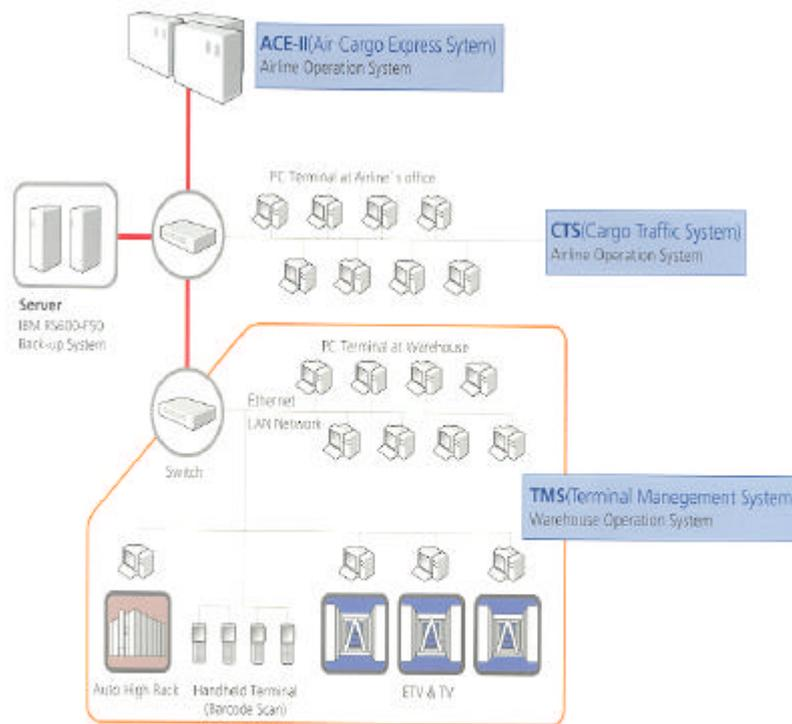 ACE-II(Air Cargo Express Sytem)
Airline Operation System
PC Terminal at Airline`s office
CTS(Cargo Traffic System)
Airline Operation System
Server
IBM RS600-F50
Back-up System
PC Terminal at Warehouse
Ethernet
LAN Network
Switch
TMS(Terminal Manegement System
Warehouse Operation System
Auto High Rack
Handheld Terminal
(Barcode Scan)
ETV & TV